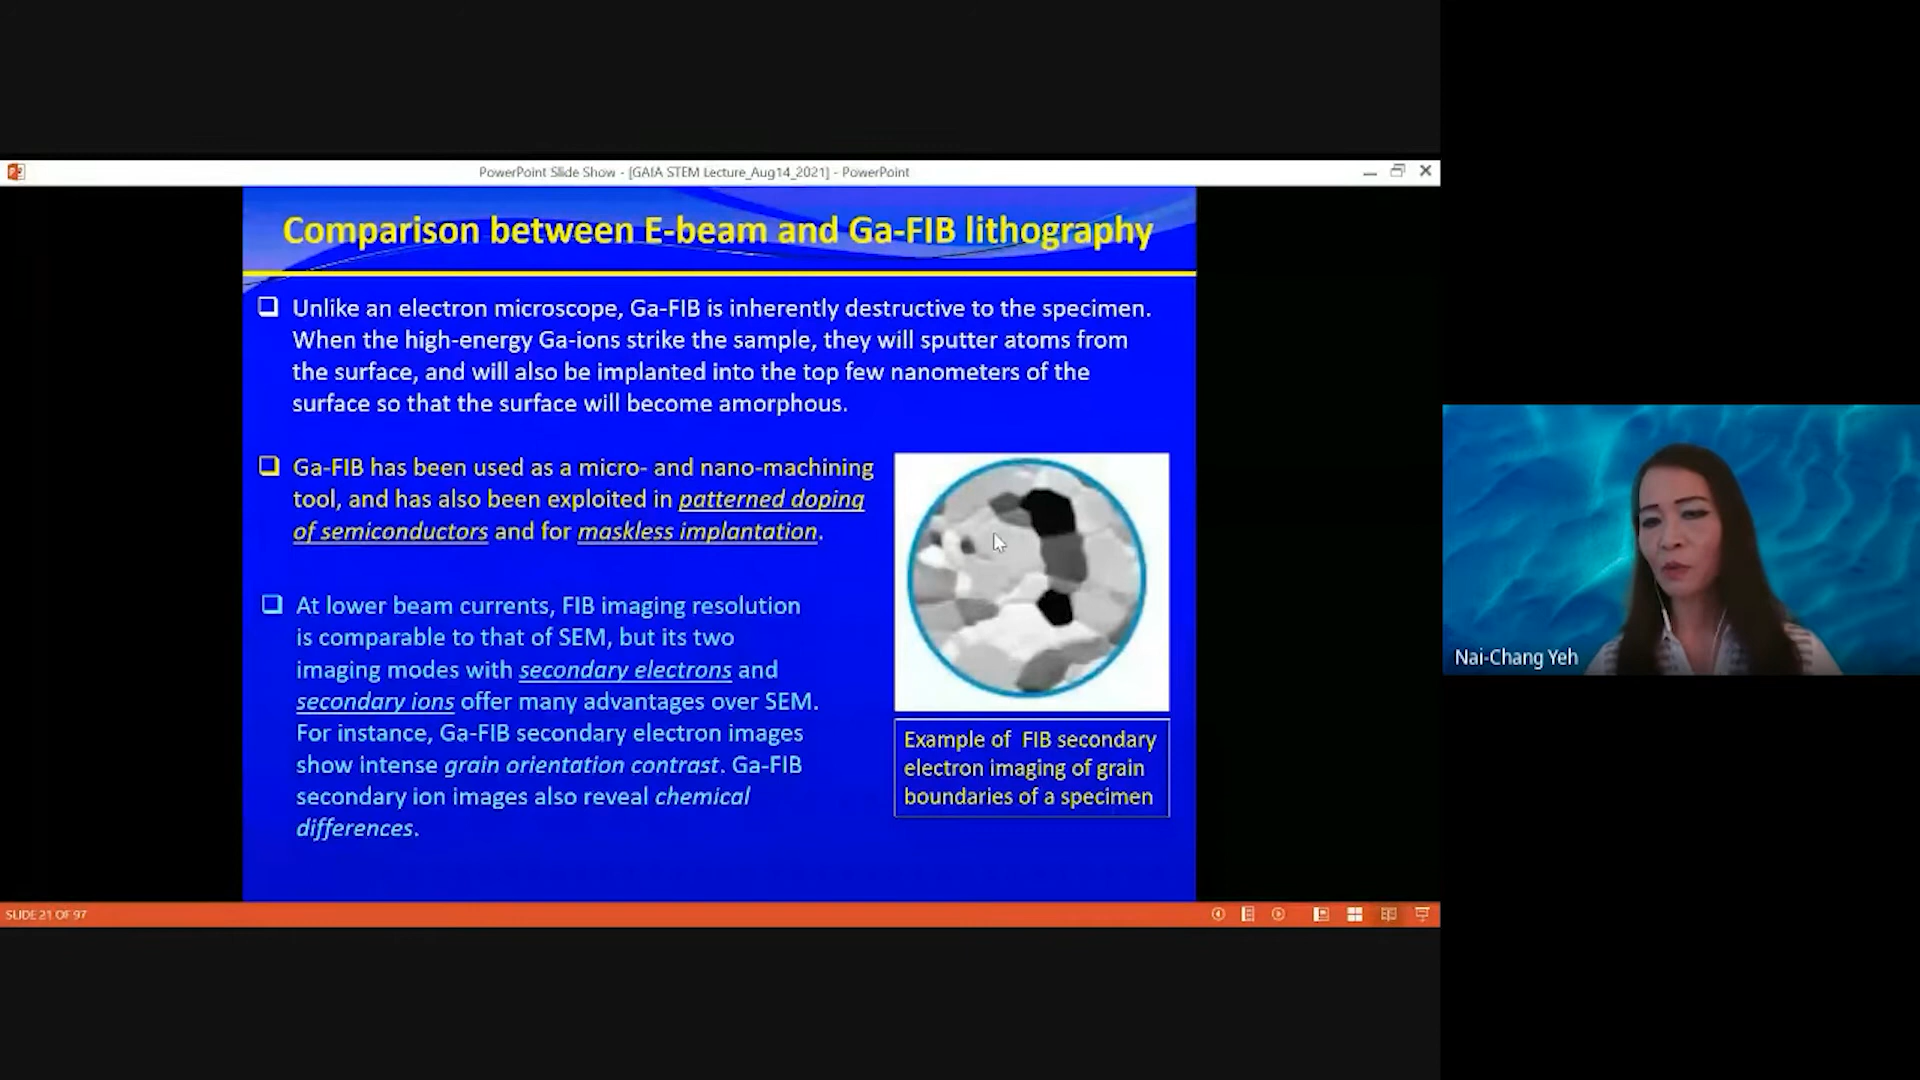 PowerPoint Slide Show - [GAIA STEM Lecture_Aug14_2021] - PowerPoint
Comparison between E-beam and Ga-FIB lithography
Unlike an electron microscope, Ga-FIB is inherently destructive to the specimen.
When the high-energy Ga-ions strike the sample, they will sputter atoms from
the surface, and will also be implanted into the top few nanometers of the
surface so that the surface will become amorphous.
Ga-FIB has been used as a micro- and nano-machining
tool, and has also been exploited in patterned doping
of semiconductors and for maskless implantation.
At lower beam currents, FIB imaging resolution
is comparable to that of SEM, but its two
imaging modes with secondary electrons and
secondary ions offer many advantages over SEM.
For instance, Ga-FIB secondary electron images
show intense grain orientation contrast. Ga-FIB
secondary ion images also reveal chemical
differences.
Example of FIB secondary
electron imaging of grain
boundaries of a specimen
Nai-Chang Yeh
SLIDE 21 OF 97